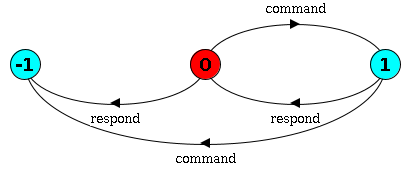 command
-1
0
1
respond
respond
command